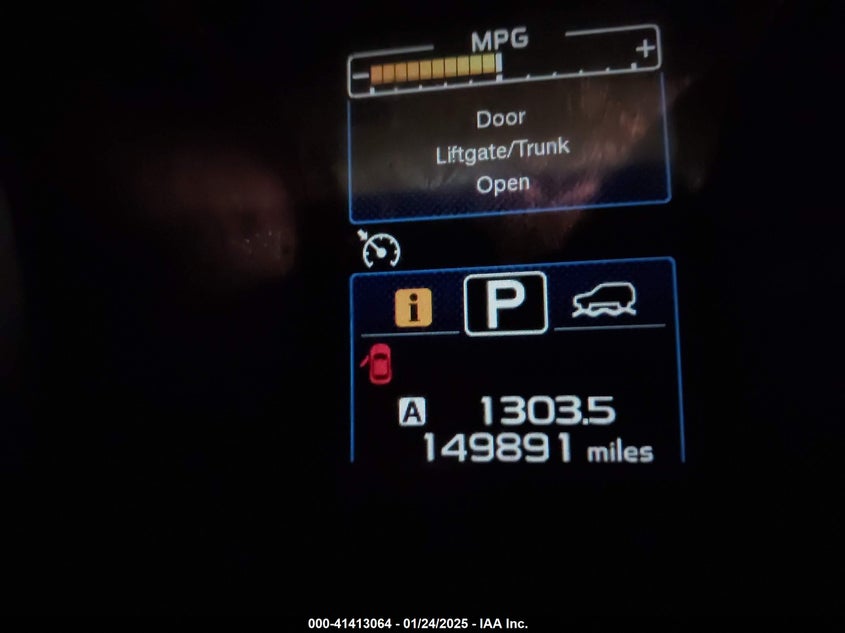 MPG
- +
Door
Liftgate/Trunk
Open
i P
A 1303.5
149891 miles
000-41413064 - 01/24/2025 - IAA Inc.